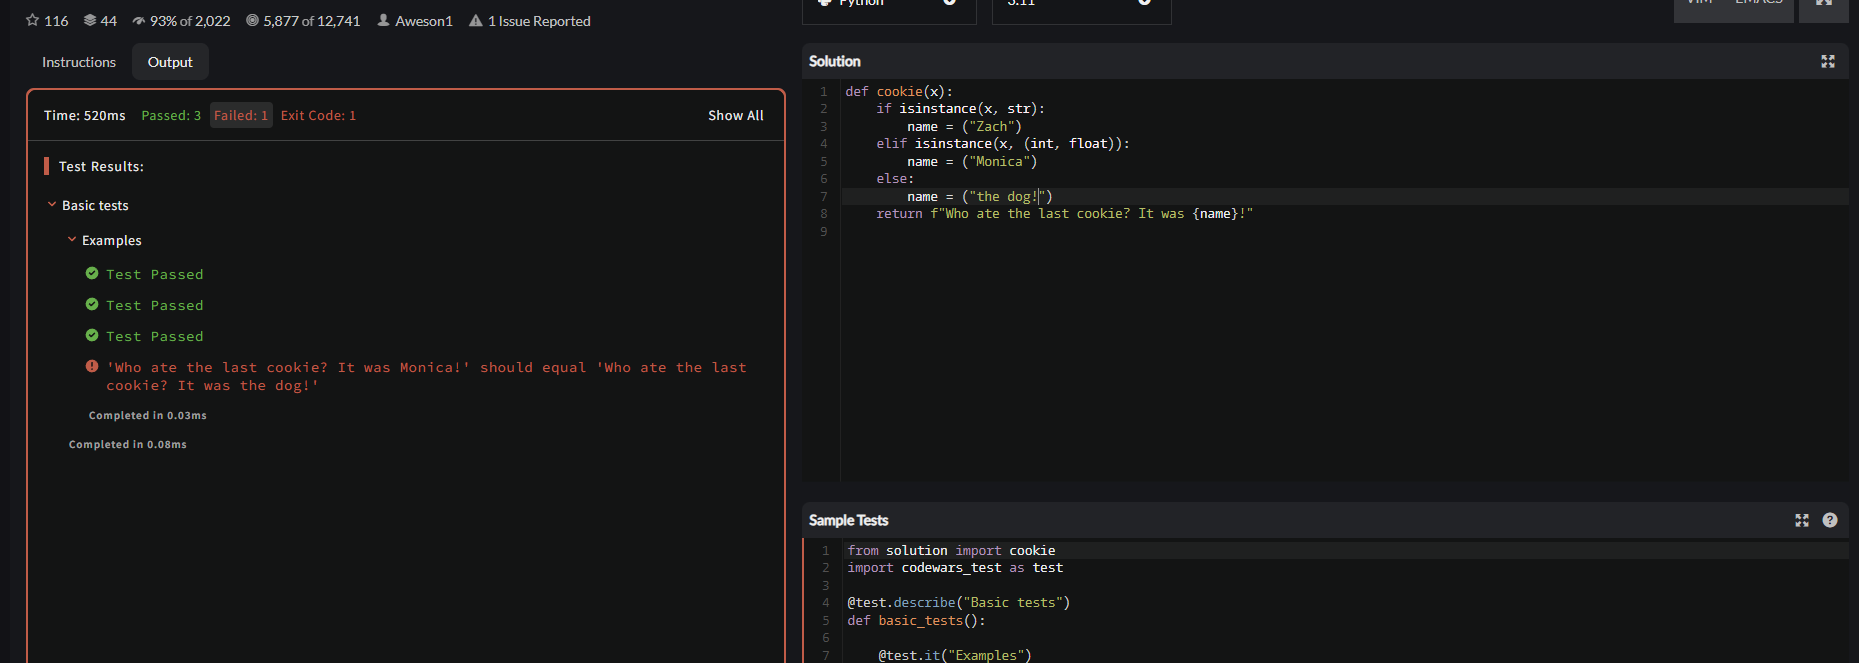 Python
3.11
VIM EMACS
116 44 93% of 2,022 5,877 of 12,741 Aweson1 1 Issue Reported
Instructions Output
Time: 520ms Passed: 3 Failed: 1 Exit Code: 1 Show All
Test Results:
Basic tests
Examples
Test Passed
Test Passed
Test Passed
'Who ate the last cookie? It was Monica!' should equal 'Who ate the last
cookie? It was the dog!'
Completed in 0.03ms
Completed in 0.08ms
Solution
1 def cookie(x):
2     if isinstance(x, str):
3         name = ("Zach")
4     elif isinstance(x, (int, float)):
5         name = ("Monica")
6     else:
7         name = ("the dog!")
8     return f"Who ate the last cookie? It was {name}!"
9
Sample Tests
1 from solution import cookie
2 import codewars_test as test
3
4 @test.describe("Basic tests")
5 def basic_tests():
6
7     @test.it("Examples")